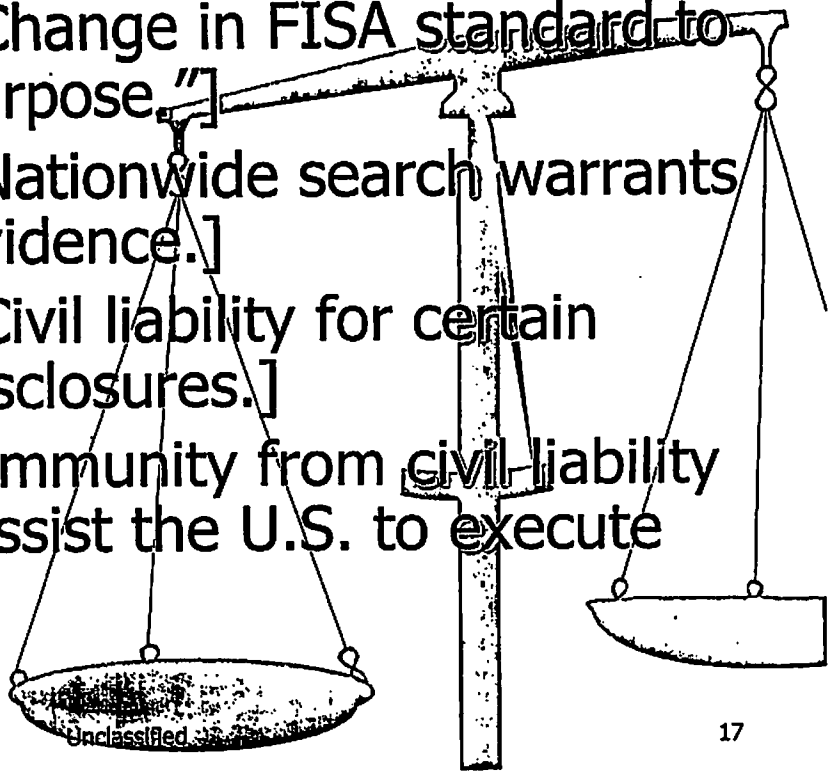 Change in FISA standard to
rpose.”]
Nationwide search warrants
vidence.]
Civil liability for certain
sclosures.]
mmunity from civil liability
ssist the U.S. to execute
Unclassified
17